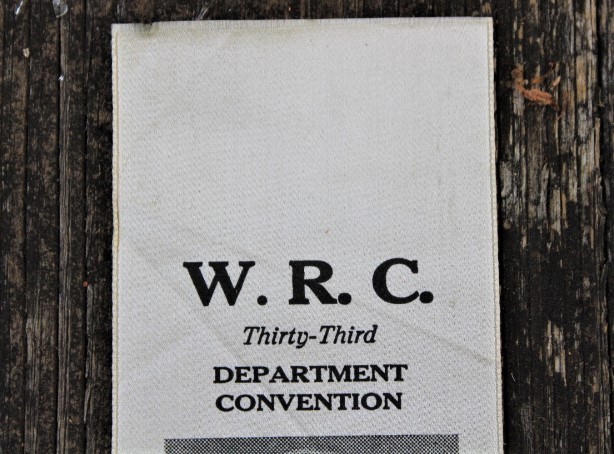 W. R. C.
Thirty-Third
DEPARTMENT
CONVENTION